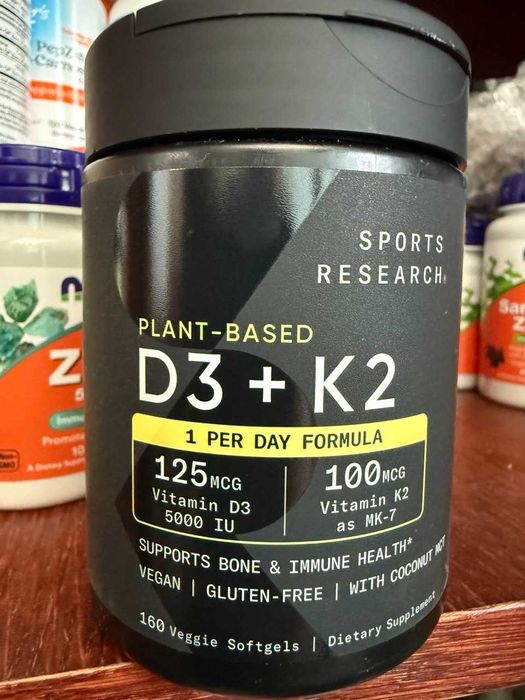 SPORTS
RESEARCH®
PLANT-BASED
D3 + K2
1 PER DAY FORMULA
125MCG
Vitamin D3
5000 IU
100MCG
Vitamin K2
as MK-7
SUPPORTS BONE & IMMUNE HEALTH*
VEGAN | GLUTEN-FREE | WITH COCONUT MCT
160 Veggie Softgels | Dietary Supplement